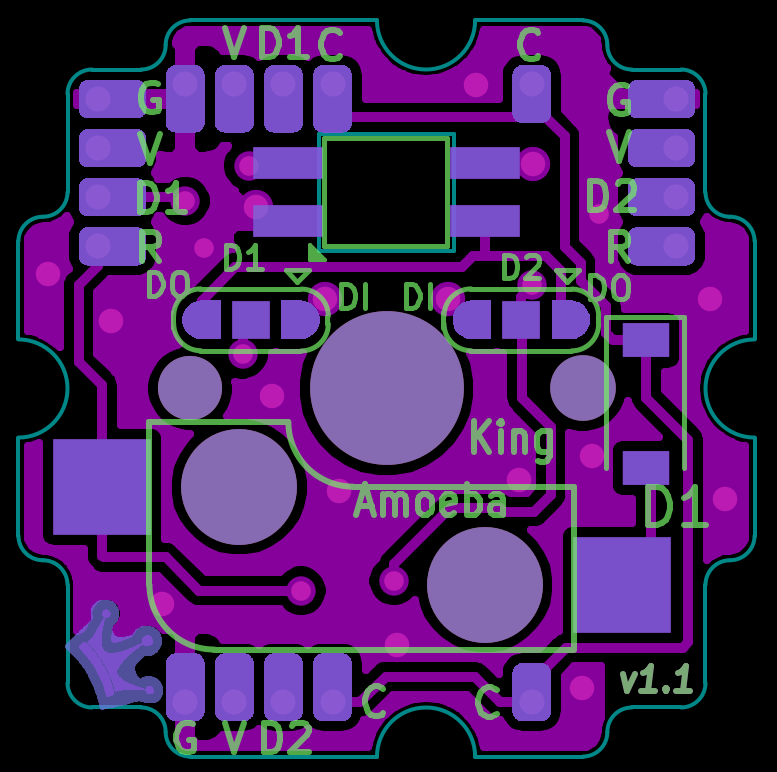 V D1 C C
G G
V V
D1 D2
R R
D1 D2
DO DI DI DO
King
Amoeba
D1
v1.1
C C
G V D2